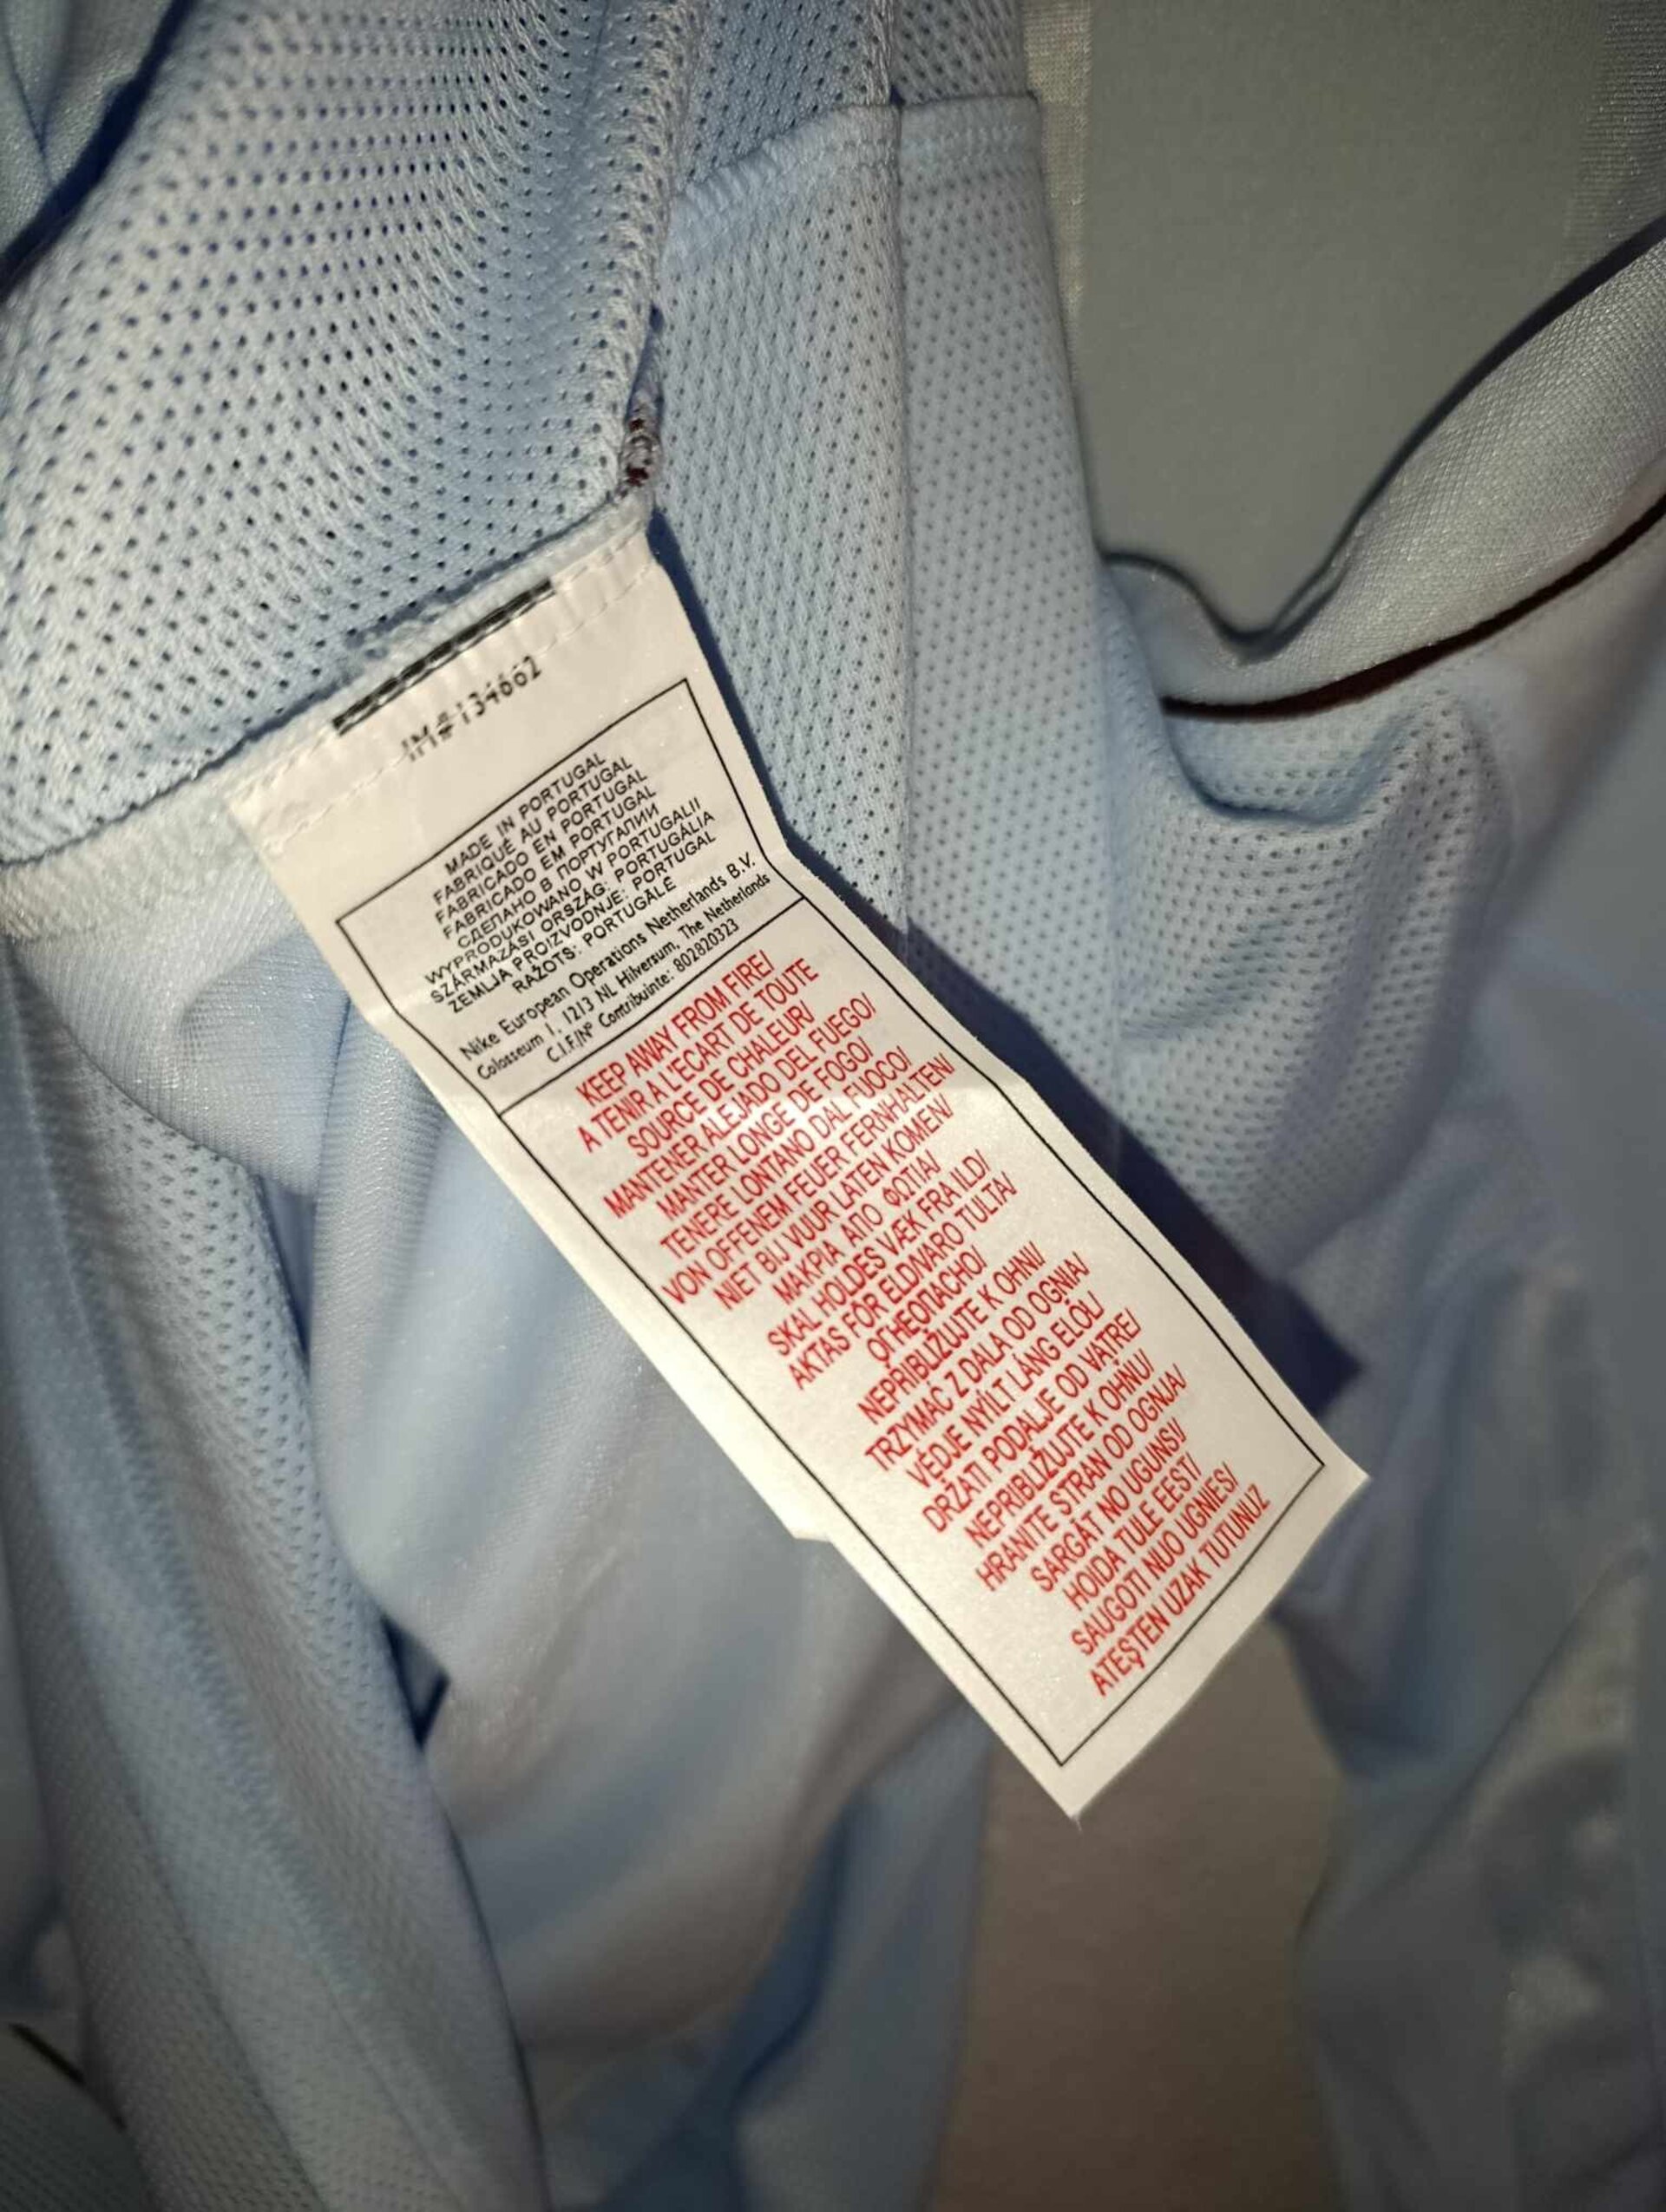 IM#134662
MADE IN PORTUGAL
FABRIQUÉ AU PORTUGAL
FABRICADO EN PORTUGAL
FABRICADO EM PORTUGAL
СДЕЛАНО В ПОРТУГАЛИИ
WYPRODUKOWANO W PORTUGALII
SZÁRMAZÁSI ORSZÁG: PORTUGÁLIA
ZEMLJA PROIZVODNJE: PORTUGAL
RAŽOTS: PORTUGĀLĒ
Nike European Operations Netherlands B.V.
Colosseum 1, 1213 NL Hilversum, The Netherlands
C.I.F./Nº Contribuinte: 802820323
KEEP AWAY FROM FIRE/
A TENIR A L'ECART DE TOUTE
SOURCE DE CHALEUR/
MANTENER ALEJADO DEL FUEGO/
MANTER LONGE DE FOGO/
TENERE LONTANO DAL FUOCO/
VON OFFENEM FEUER FERNHALTEN/
NIET BIJ VUUR LATEN KOMEN/
ΜΑΚΡΙΑ ΑΠΟ ΦΩΤΙΑ/
SKAL HOLDES VÆK FRA ILD/
AKTAS FÖR ELD/VARO TULTA/
ОГНЕОПАСНО/
NEPRIBLIŽUJTE K OHNI/
TRZYMAĆ Z DALA OD OGNIA/
VÉDJE NYÍLT LÁNG ELŐL/
DRŽATI PODALJE OD VATRE/
NEPRIBLIŽUJTE K OHŇU/
HRANITE STRAN OD OGNJA/
SARGĀT NO UGUNS!/
HOIDA TULE EEST/
SAUGOTI NUO UGNIES/
ATEŞTEN UZAK TUTUNUZ